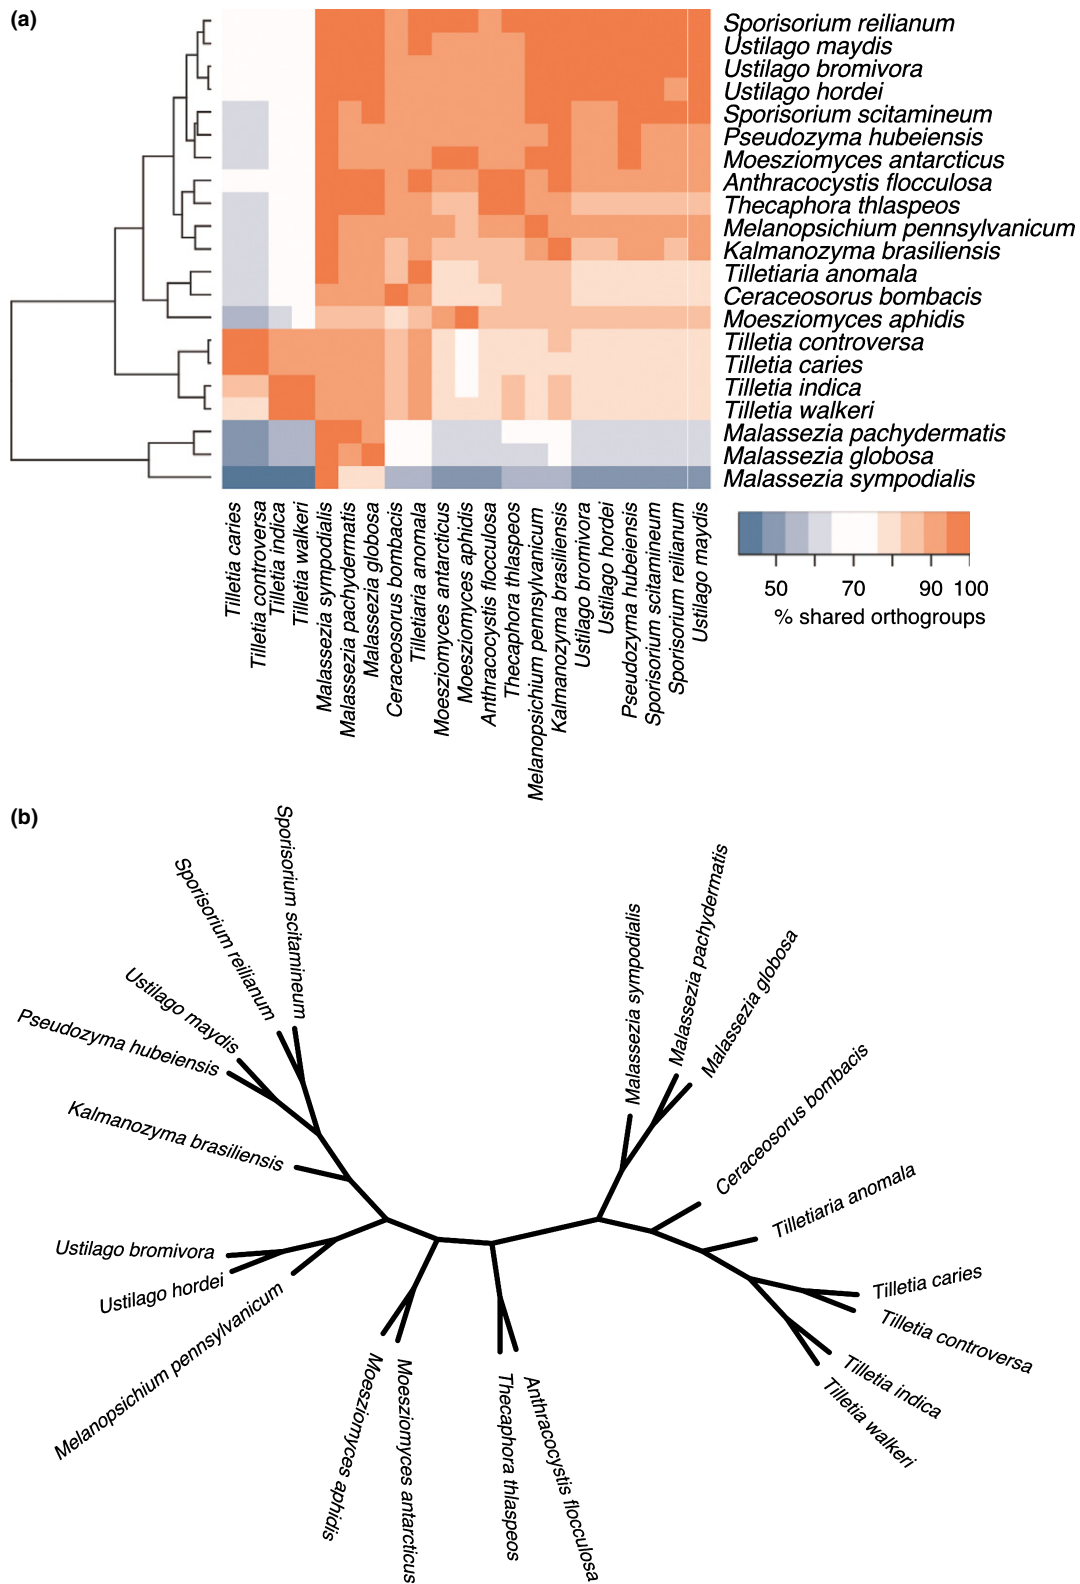 (a)
Sporisorium reilianum
Ustilago maydis
Ustilago bromivora
Ustilago hordei
Sporisorium scitamineum
Pseudozyma hubeiensis
Moesziomyces antarcticus
Anthracocystis flocculosa
Thecaphora thlaspeos
Melanopsichium pennsylvanicum
Kalmanozyma brasiliensis
Tilletiaria anomala
Ceraceosorus bombacis
Moesziomyces aphidis
Tilletia controversa
Tilletia caries
Tilletia indica
Tilletia walkeri
Malassezia pachydermatis
Malassezia globosa
Malassezia sympodialis
Tilletia caries
Tilletia controversa
Tilletia indica
Tilletia walkeri
Malassezia sympodialis
Malassezia pachydermatis
Malassezia globosa
Ceraceosorus bombacis
Tilletiaria anomala
Moesziomyces antarcticus
Moesziomyces aphidis
Anthracocystis flocculosa
Thecaphora thlaspeos
Melanopsichium pennsylvanicum
Kalmanozyma brasiliensis
Ustilago bromivora
Ustilago hordei
Pseudozyma hubeiensis
Sporisorium scitamineum
Sporisorium reilianum
Ustilago maydis
50 70 90 100
% shared orthogroups
(b)
Sporisorium scitamineum
Sporisorium reilianum
Ustilago maydis
Pseudozyma hubeiensis
Kalmanozyma brasiliensis
Ustilago bromivora
Ustilago hordei
Melanopsichium pennsylvanicum
Moesziomyces aphidis
Moesziomyces antarcticus
Thecaphora thlaspeos
Anthracocystis flocculosa
Malassezia sympodialis
Malassezia pachydermatis
Malassezia globosa
Ceraceosorus bombacis
Tilletiaria anomala
Tilletia caries
Tilletia controversa
Tilletia indica
Tilletia walkeri